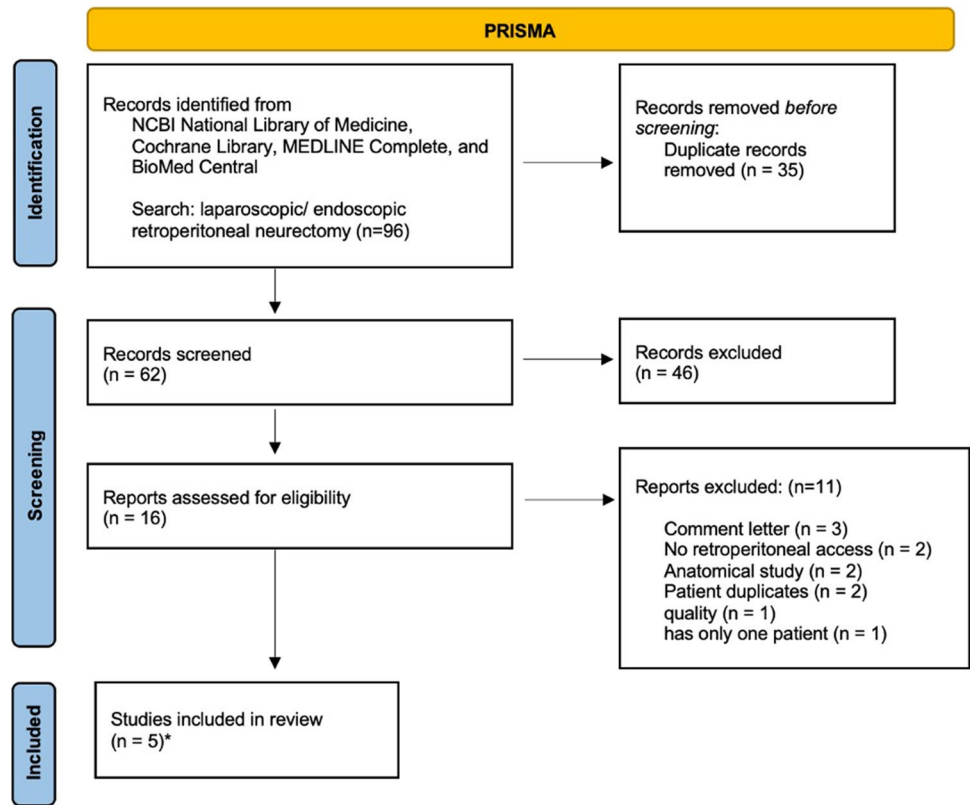 PRISMA
Identification
Records identified from
NCBI National Library of Medicine,
Cochrane Library, MEDLINE Complete, and
BioMed Central
Search: laparoscopic/ endoscopic
retroperitoneal neurectomy (n=96)
Records removed before
screening:
Duplicate records
removed (n = 35)
Screening
Records screened
(n = 62)
Records excluded
(n = 46)
Reports assessed for eligibility
(n = 16)
Reports excluded: (n=11)
Comment letter (n = 3)
No retroperitoneal access (n = 2)
Anatomical study (n = 2)
Patient duplicates (n = 2)
quality (n = 1)
has only one patient (n = 1)
Included
Studies included in review
(n = 5)*